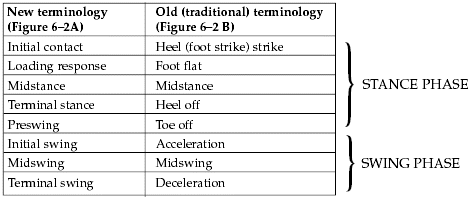 New terminology Old (traditional) terminology
(Figure 6–2A) (Figure 6–2 B)
Initial contact Heel (foot strike) strike
Loading response Foot flat
Midstance Midstance
Terminal stance Heel off
Preswing Toe off
STANCE PHASE
Initial swing Acceleration
Midswing Midswing
Terminal swing Deceleration
SWING PHASE